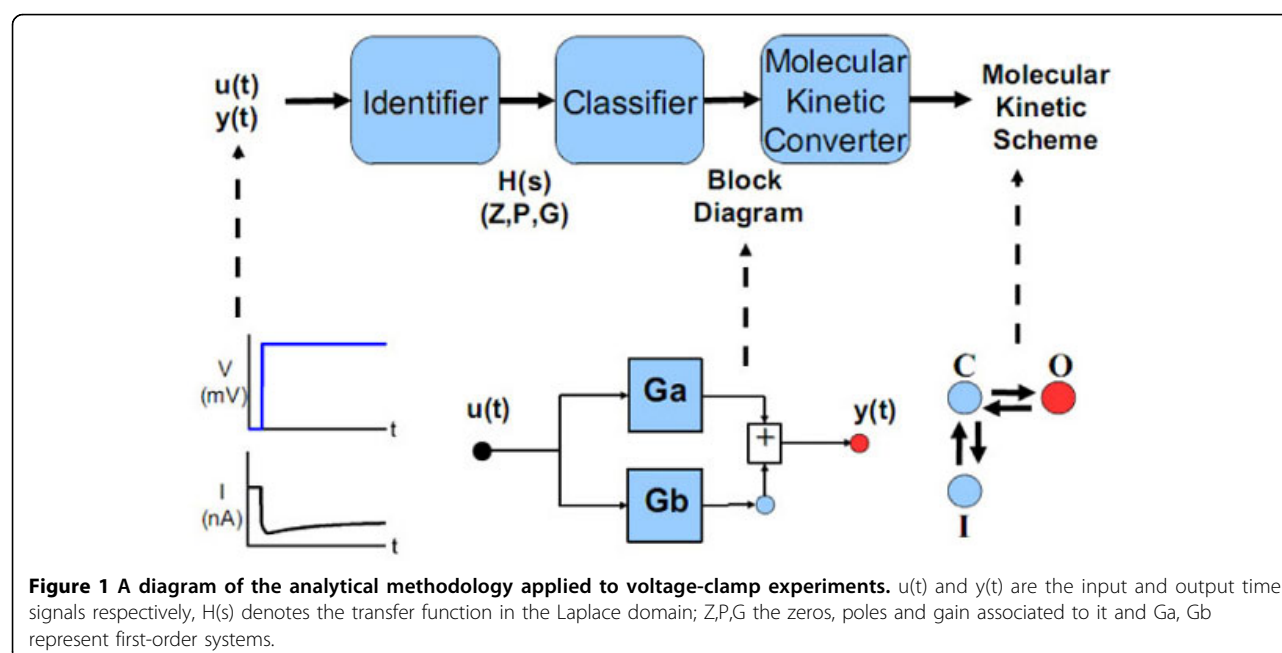 u(t)
y(t)
Identifier
Classifier
Molecular
Kinetic
Converter
Molecular
Kinetic
Scheme
H(s)
(Z,P,G)
Block
Diagram
V
(mV)
t
I
(nA)
t
u(t)
Ga
Gb
+
y(t)
C
O
I
Figure 1 A diagram of the analytical methodology applied to voltage-clamp experiments. u(t) and y(t) are the input and output time
signals respectively, H(s) denotes the transfer function in the Laplace domain; Z,P,G the zeros, poles and gain associated to it and Ga, Gb
represent first-order systems.